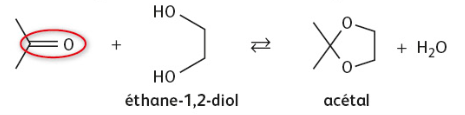 HO
O + ⇄ O + H₂O
HO O
éthane-1,2-diol acétal